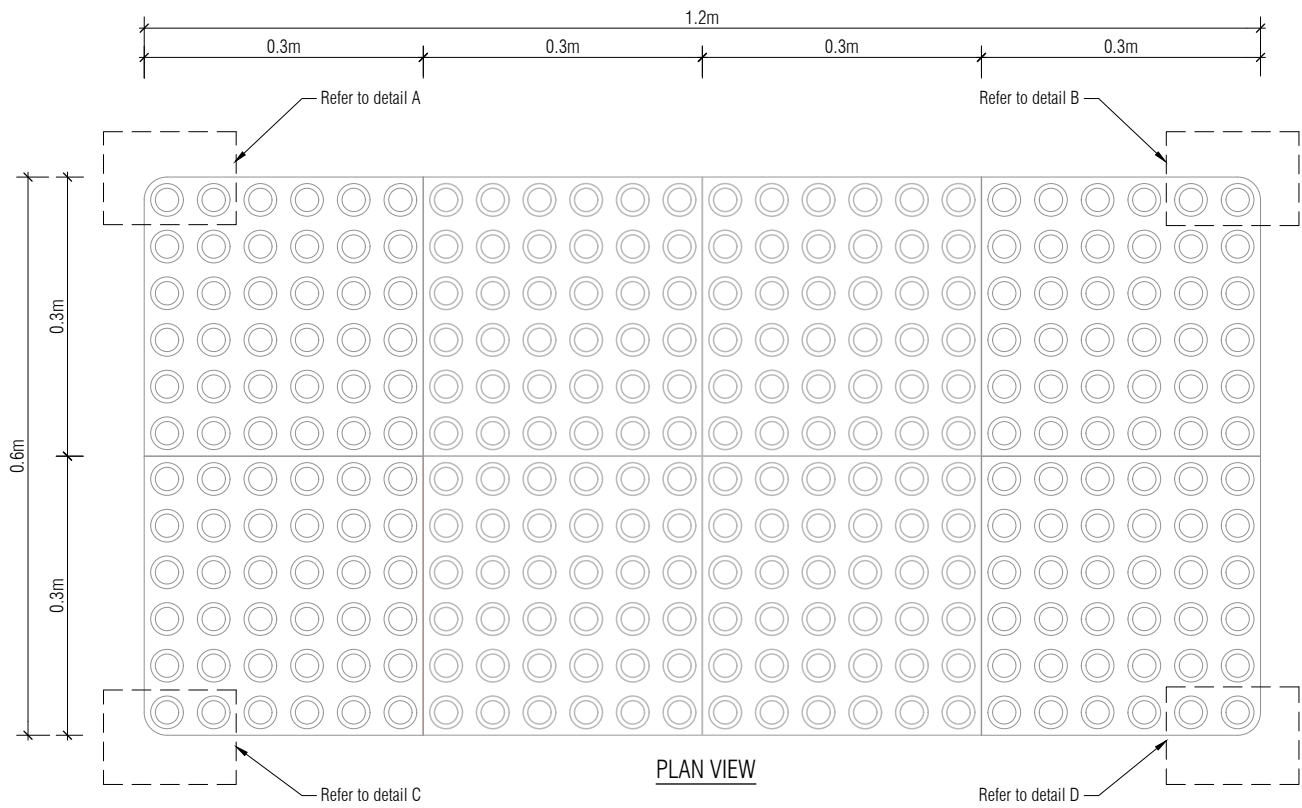 1.2m
0.3m 0.3m 0.3m 0.3m
Refer to detail A
Refer to detail B
0.3m
0.6m
0.3m
PLAN VIEW
Refer to detail C
Refer to detail D